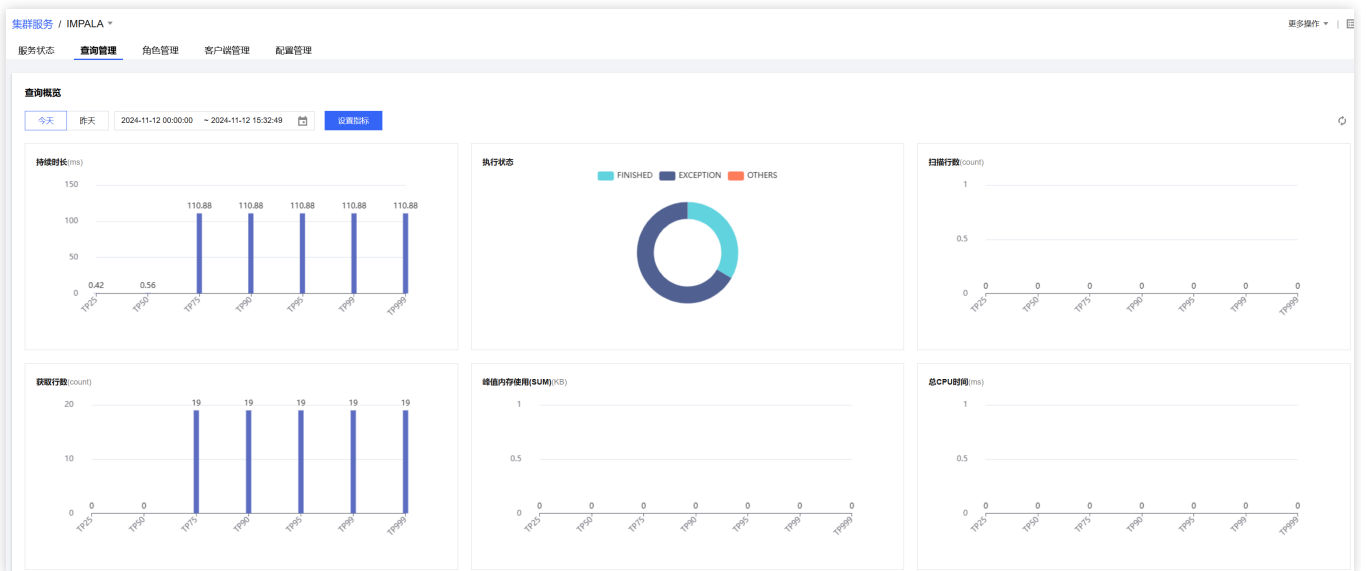 集群服务 / IMPALA
更多操作
服务状态 查询管理 角色管理 客户端管理 配置管理
查询概览
今天 昨天 2024-11-12 00:00:00 ~ 2024-11-12 15:32:49 设置指标
持续时长(ms)
150
100
50
0
0.42 0.56 110.88 110.88 110.88 110.88 110.88
TP25 TP50 TP75 TP90 TP95 TP99 TP999
执行状态
FINISHED EXCEPTION OTHERS
扫描行数(count)
1
0.5
0
0 0 0 0 0 0 0
TP25 TP50 TP75 TP90 TP95 TP99 TP999
获取行数(count)
20
10
0
0 0 19 19 19 19 19
TP25 TP50 TP75 TP90 TP95 TP99 TP999
峰值内存使用(SUM)(KB)
1
0.5
0
0 0 0 0 0 0 0
TP25 TP50 TP75 TP90 TP95 TP99 TP999
总CPU时间(ms)
1
0.5
0
0 0 0 0 0 0 0
TP25 TP50 TP75 TP90 TP95 TP99 TP999